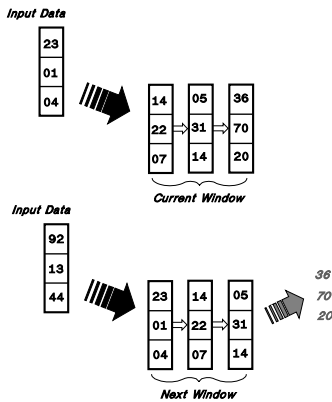 Input Data
23
01
04
14 05 36
22 31 70
07 14 20
Current Window
Input Data
92
13
44
23 14 05
01 22 31
04 07 14
36
70
20
Next Window